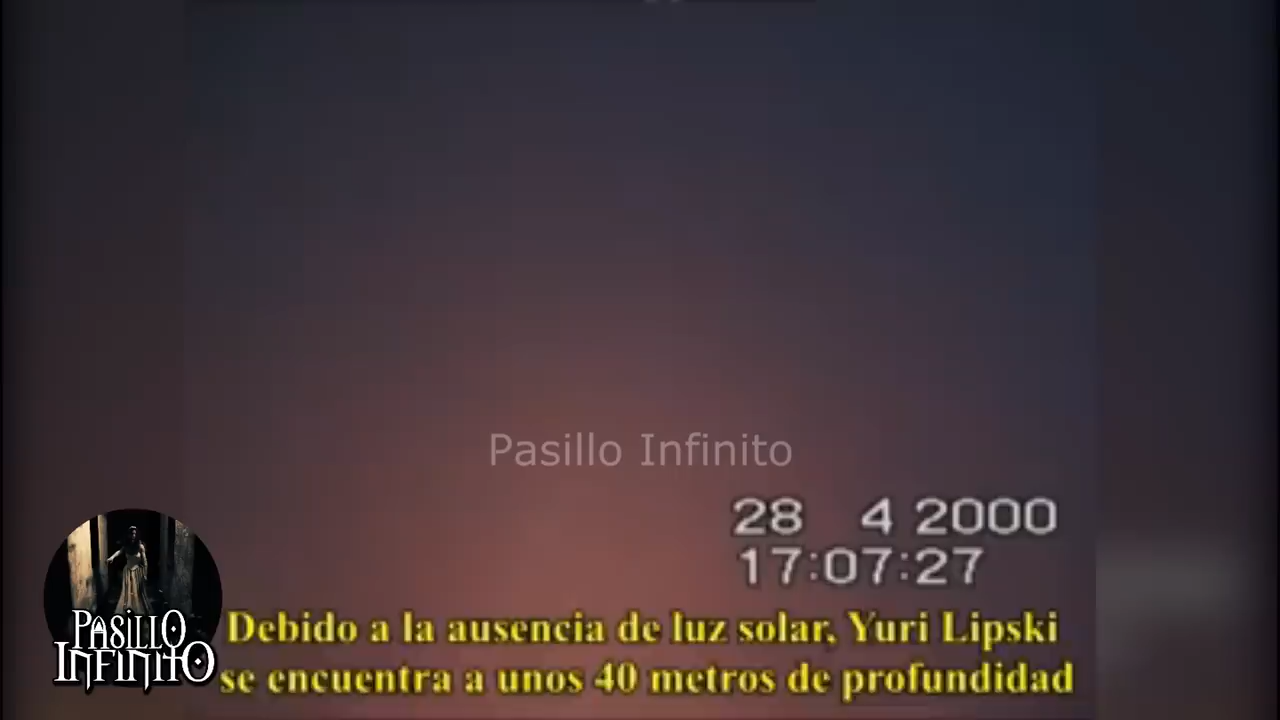 Pasillo Infinito
28 4 2000
17:07:27
PASILLO
INFINITO
Debido a la ausencia de luz solar, Yuri Lipski
se encuentra a unos 40 metros de profundidad